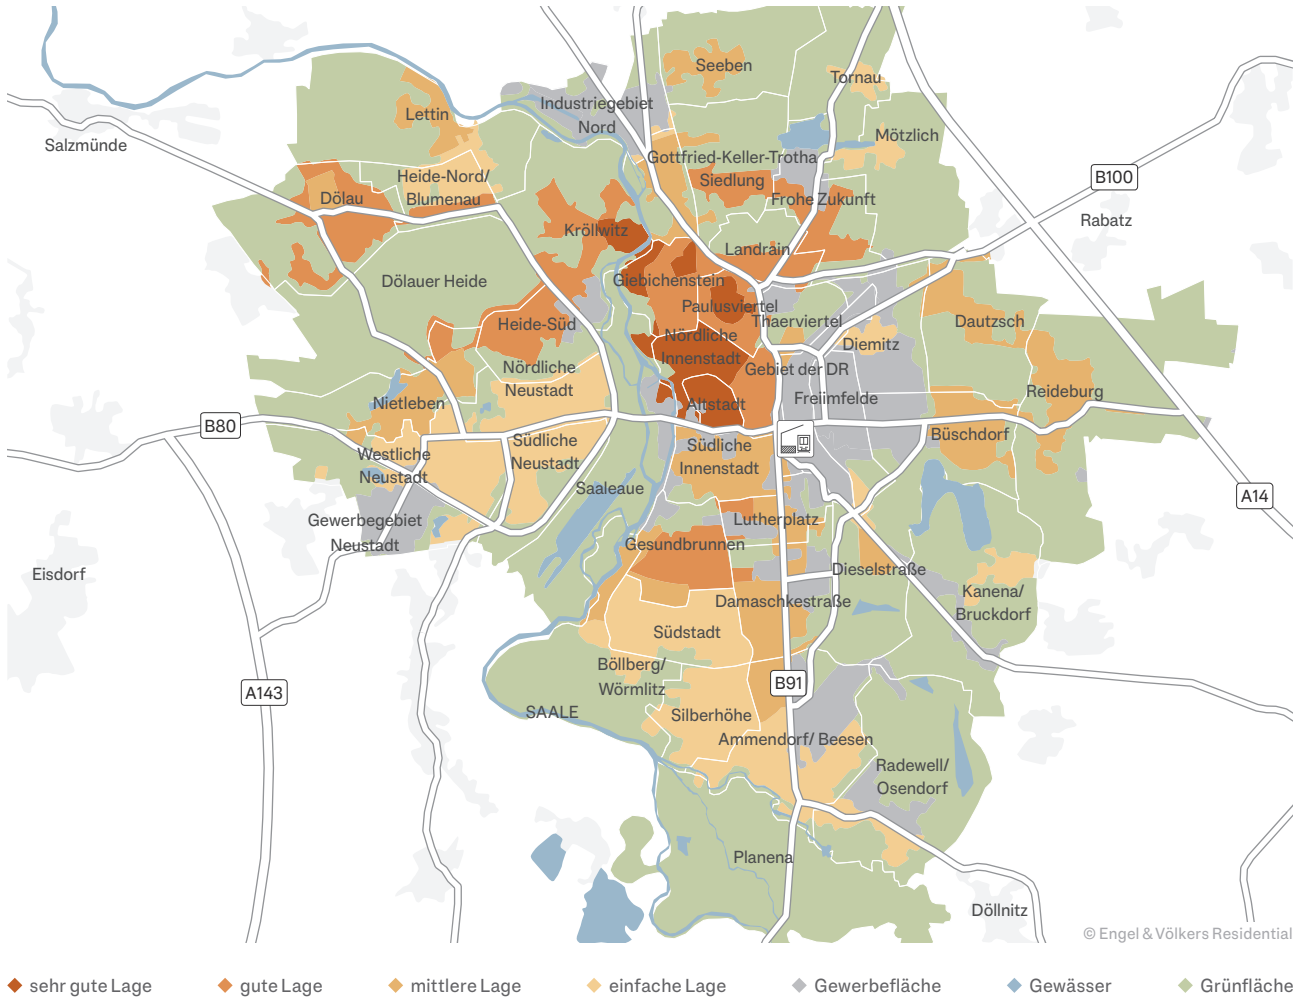 Seeben
Tornau
Industriegebiet
Nord
Lettin
Mötzlich
Salzmünde
Gottfried-Keller-Trotha
Siedlung
Heide-Nord/
Blumenau
B100
Dölau
Frohe Zukunft
Rabatz
Kröllwitz
Landrain
Dölauer Heide
Giebichenstein
Paulusviertel
Thaerviertel
Dautzsch
Heide-Süd
Nördliche
Innenstadt
Diemitz
Nördliche
Neustadt
Gebiet der DR
Reideburg
Nietleben
Altstadt
Freiimfelde
B80
Büschdorf
Südliche
Neustadt
Südliche
Innenstadt
Westliche
Neustadt
Saaleaue
A14
Gewerbegebiet
Neustadt
Lutherplatz
Gesundbrunnen
Eisdorf
Dieselstraße
Kanena/
Bruckdorf
Damaschkestraße
Südstadt
Böllberg/
Wörmlitz
A143
B91
SAALE
Silberhöhe
Ammendorf/ Beesen
Radewell/
Osendorf
Planena
Döllnitz
© Engel & Völkers Residential
sehr gute Lage
gute Lage
mittlere Lage
einfache Lage
Gewerbefläche
Gewässer
Grünfläche